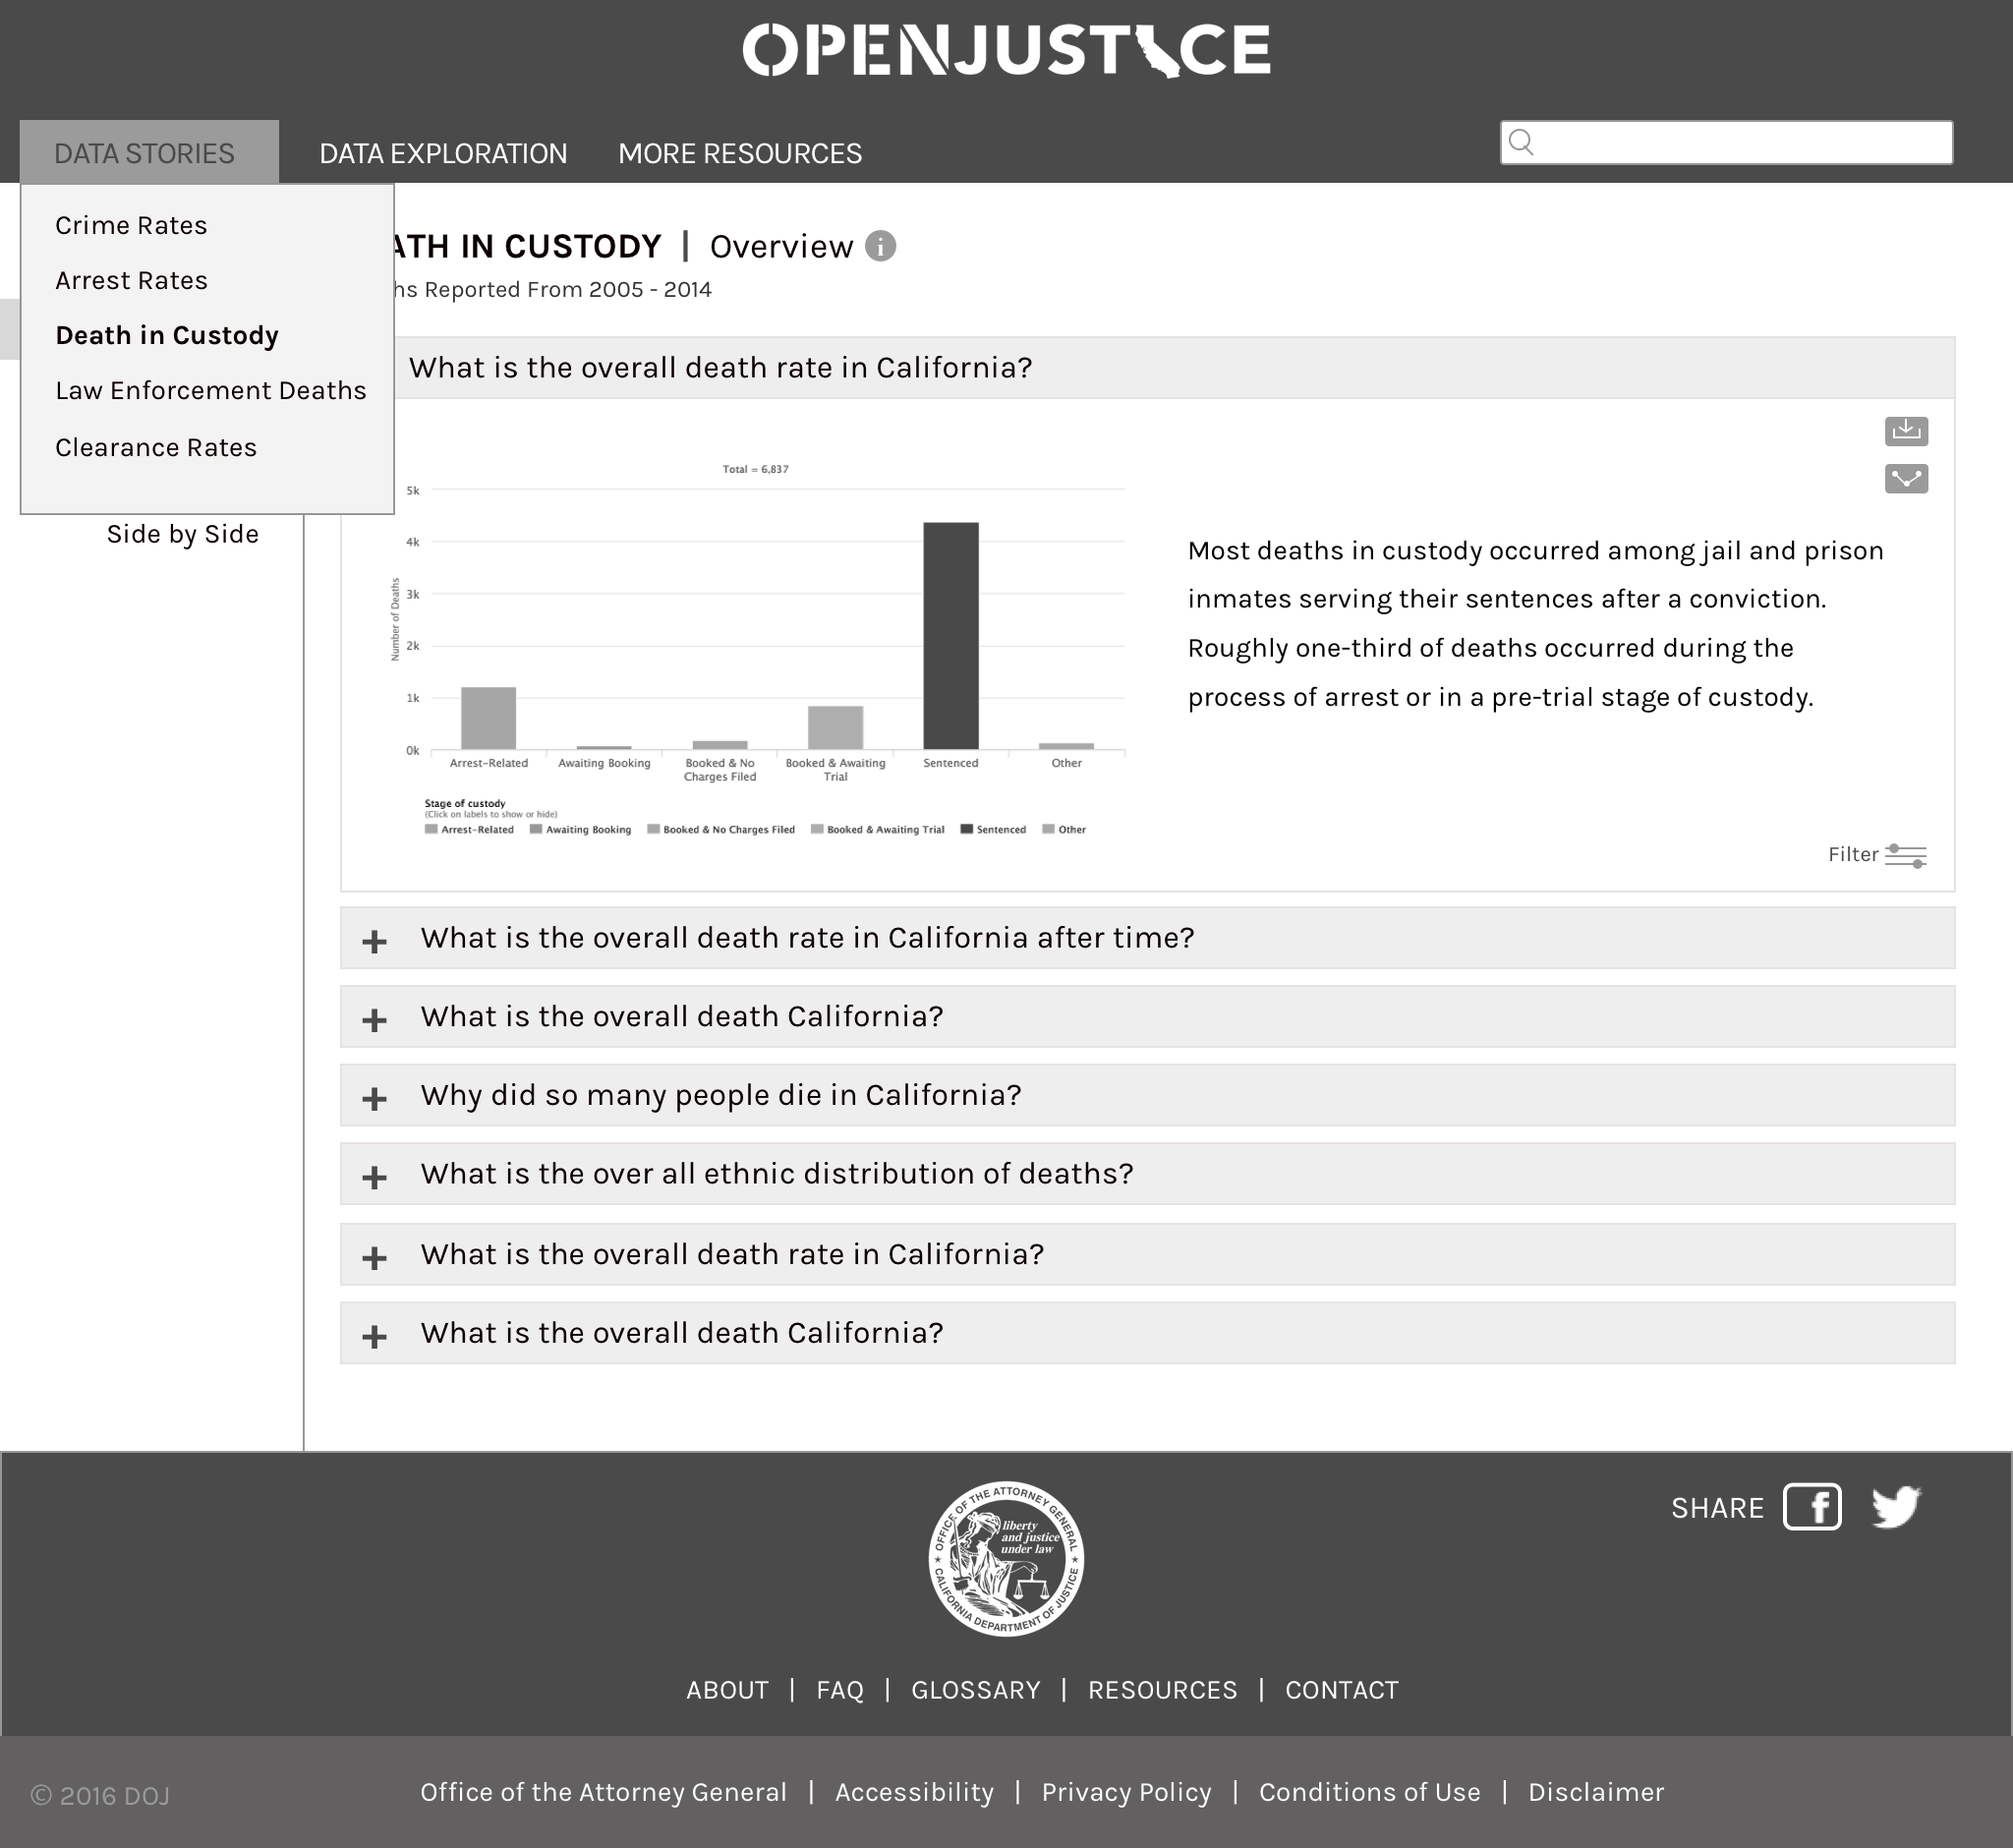 OPENJUSTICE
DATA STORIES
DATA EXPLORATION
MORE RESOURCES
Crime Rates
Arrest Rates
Death in Custody
Law Enforcement Deaths
Clearance Rates
Side by Side
ATH IN CUSTODY | Overview i
hs Reported From 2005 - 2014
What is the overall death rate in California?
Total = 6,837
5k
4k
3k
2k
1k
0k
Number of Deaths
Arrest-Related
Awaiting Booking
Booked & No
Charges Filed
Booked & Awaiting
Trial
Sentenced
Other
Stage of custody
(Click on labels to show or hide)
Arrest-Related Awaiting Booking Booked & No Charges Filed Booked & Awaiting Trial Sentenced Other
Most deaths in custody occurred among jail and prison
inmates serving their sentences after a conviction.
Roughly one-third of deaths occurred during the
process of arrest or in a pre-trial stage of custody.
Filter
+ What is the overall death rate in California after time?
+ What is the overall death California?
+ Why did so many people die in California?
+ What is the over all ethnic distribution of deaths?
+ What is the overall death rate in California?
+ What is the overall death California?
OFFICE OF THE ATTORNEY GENERAL
liberty
and justice
under law
CALIFORNIA DEPARTMENT OF JUSTICE
SHARE
f
ABOUT | FAQ | GLOSSARY | RESOURCES | CONTACT
© 2016 DOJ
Office of the Attorney General | Accessibility | Privacy Policy | Conditions of Use | Disclaimer